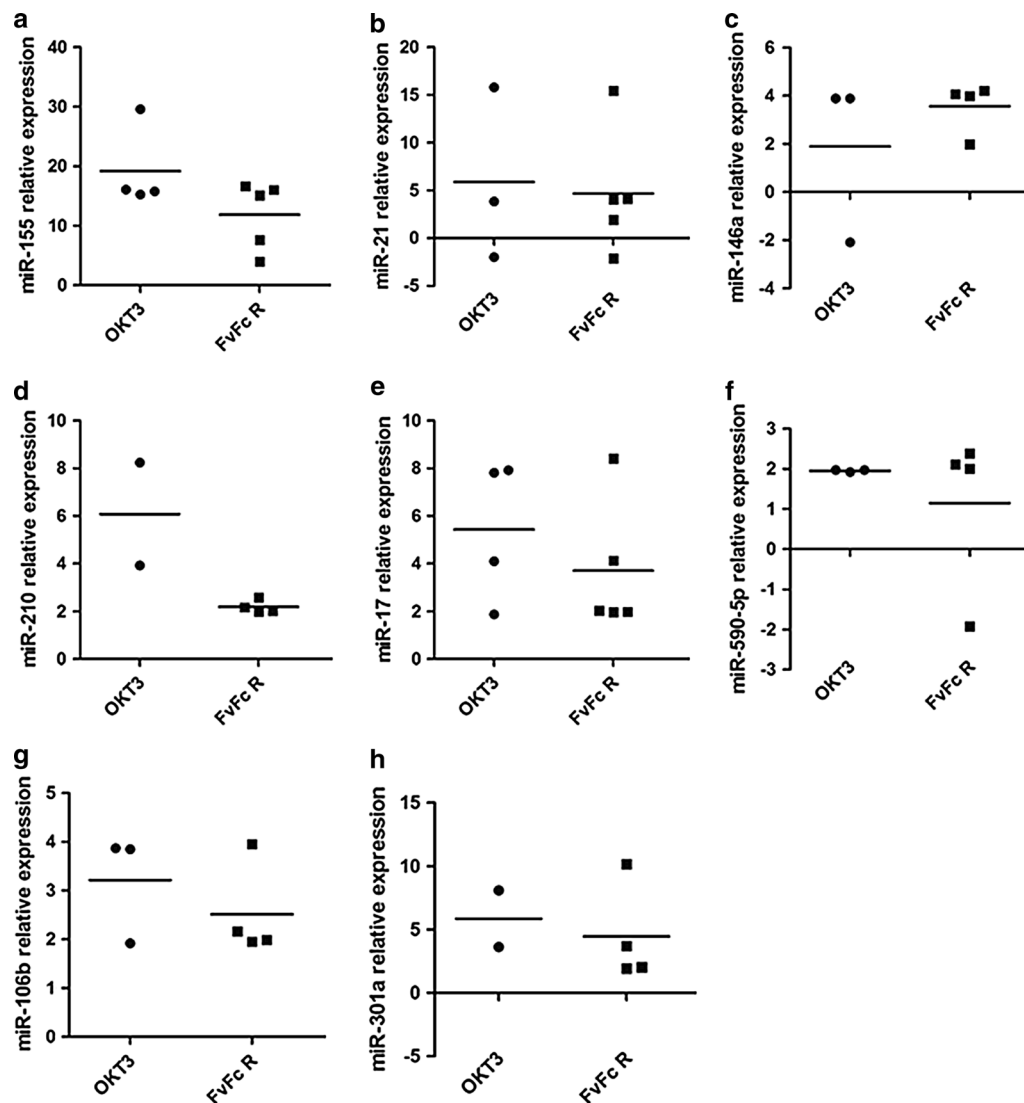 a
miR-155 relative expression
40
30
20
10
0
OKT3
FvFc R
b
miR-21 relative expression
20
15
10
5
0
-5
OKT3
FvFc R
c
miR-146a relative expression
6
4
2
0
-2
-4
OKT3
FvFc R
d
miR-210 relative expression
10
8
6
4
2
0
OKT3
FvFc R
e
miR-17 relative expression
10
8
6
4
2
0
OKT3
FvFc R
f
miR-590-5p relative expression
3
2
1
0
-1
-2
-3
OKT3
FvFc R
g
miR-106b relative expression
5
4
3
2
1
0
OKT3
FvFc R
h
miR-301a relative expression
15
10
5
0
-5
OKT3
FvFc R